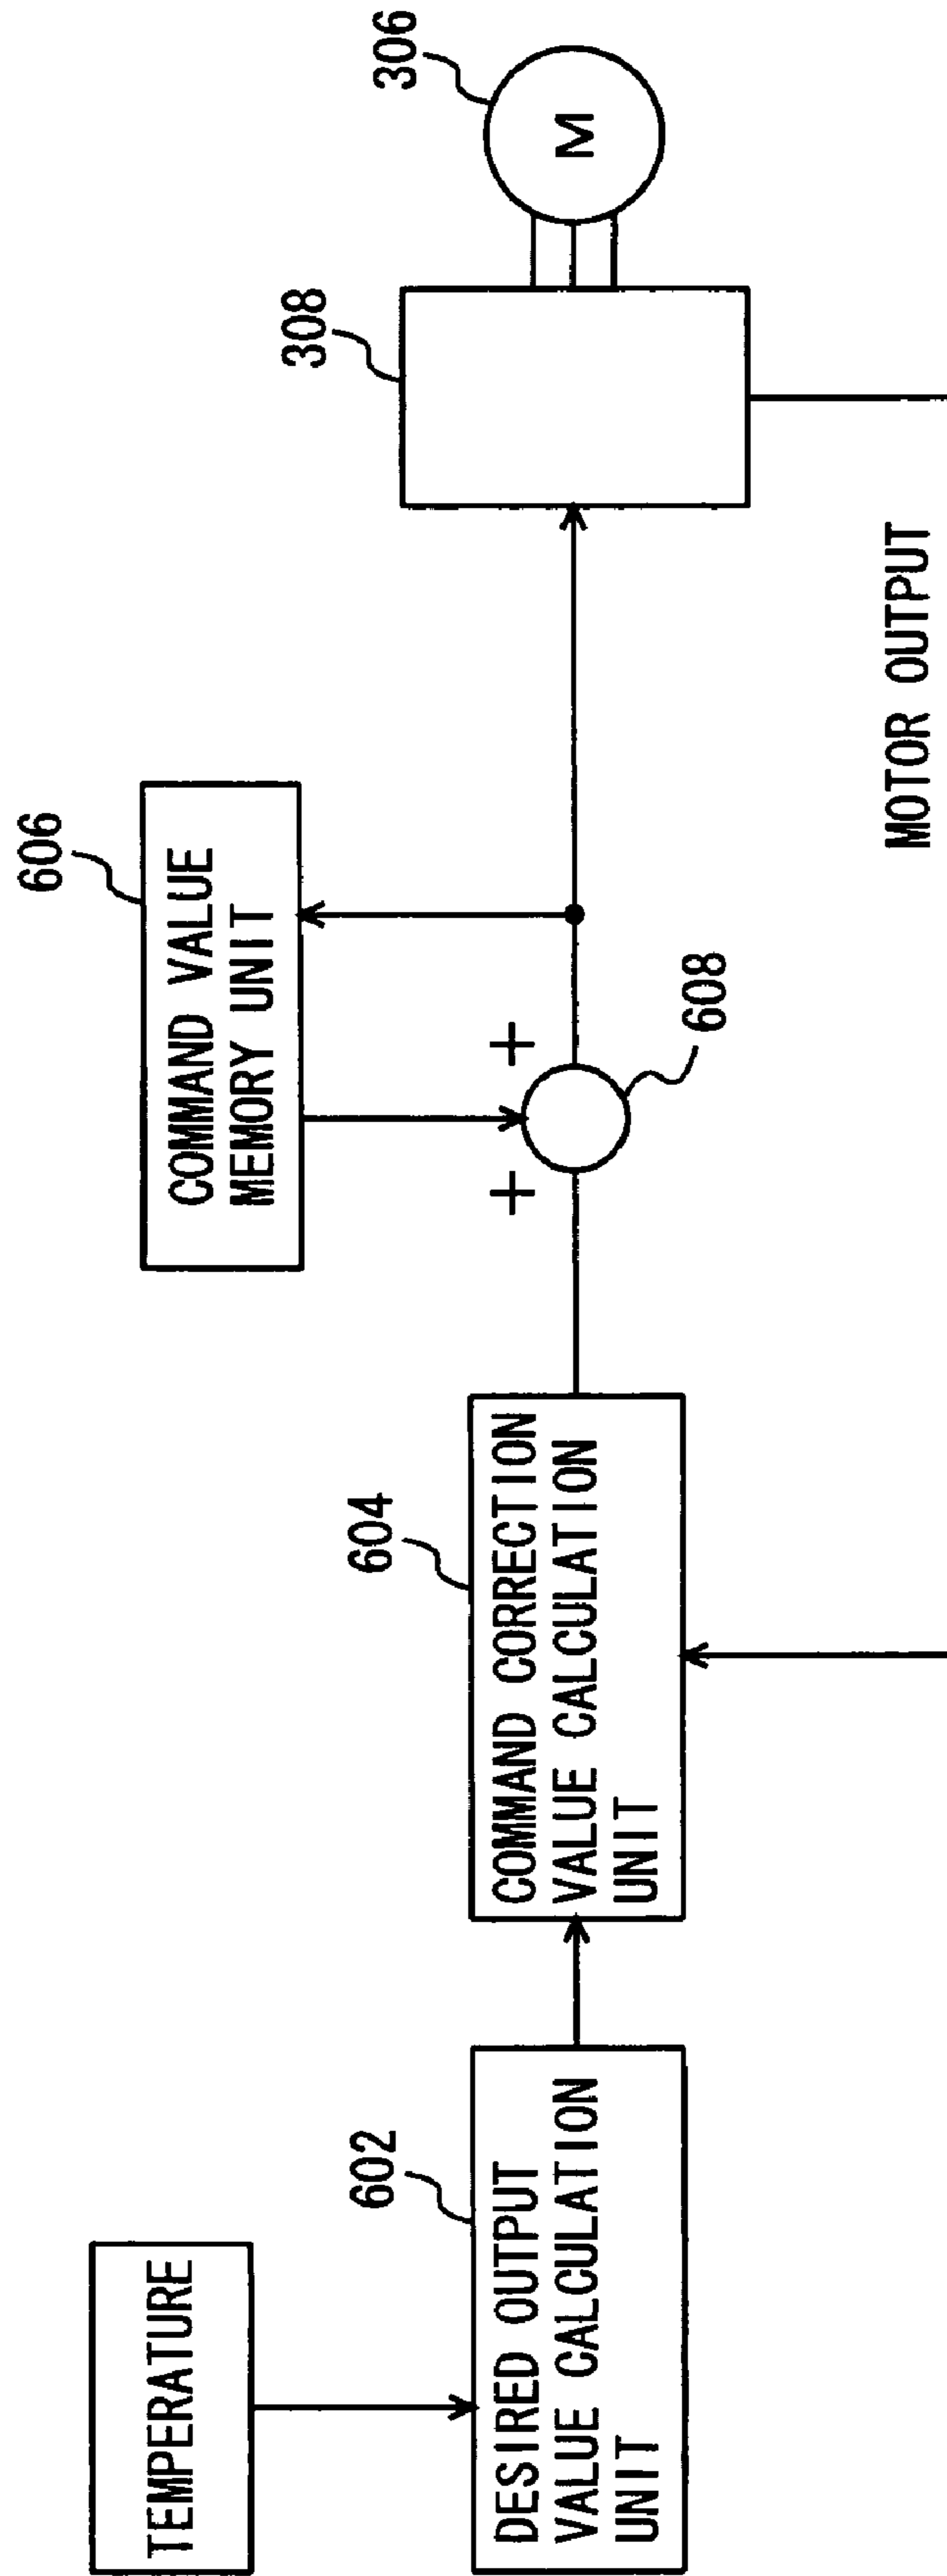 TEMPERATURE
602
DESIRED OUTPUT
VALUE CALCULATION
UNIT
604
COMMAND CORRECTION
VALUE CALCULATION
UNIT
606
COMMAND VALUE
MEMORY UNIT
+
+
608
308
306
M
MOTOR OUTPUT